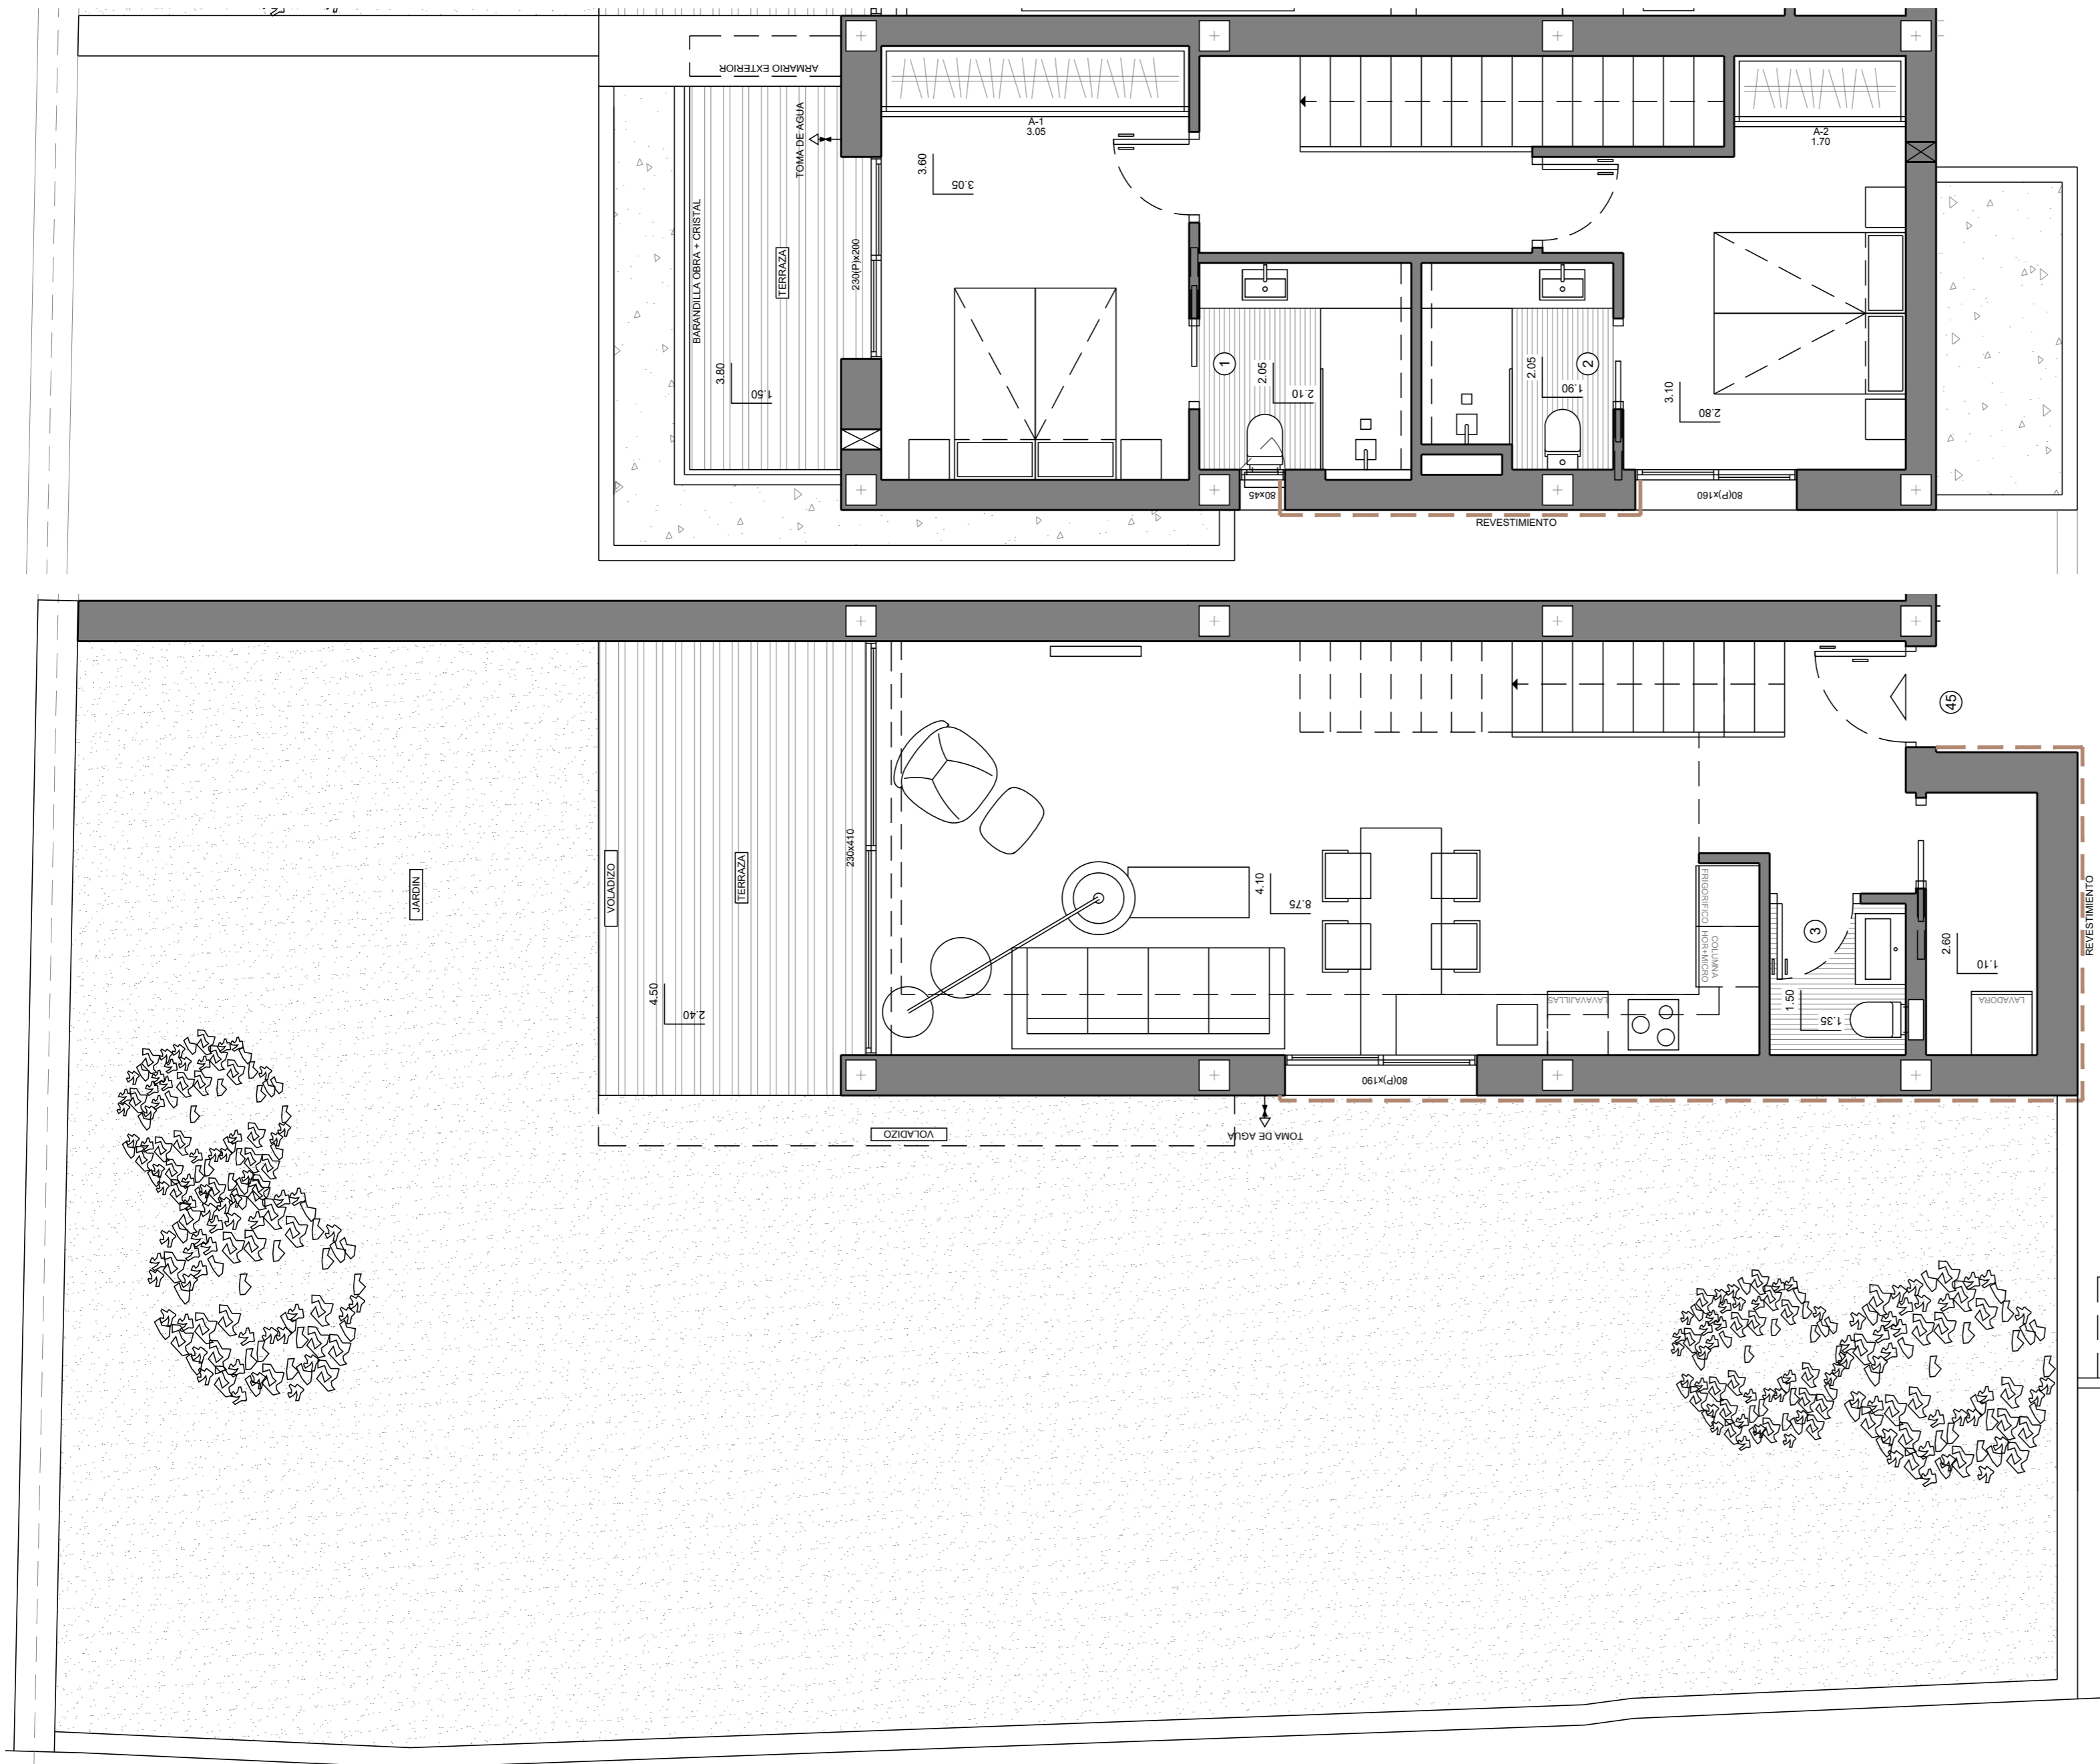 ARMARIO EXTERIOR
TOMA DE AGUA
A-1
3.05
A-2
1.70
3.60
3.05
BARANDILLA OBRA + CRISTAL
TERRAZA
230(P)x200
3.80
1.50
1
2.05
2.10
2.05
1.90
2
3.10
2.80
80x45
80(P)x160
REVESTIMIENTO
45
JARDIN
VOLADIZO
TERRAZA
230x410
4.10
8.75
FRIGORIFICO
COLUMNA
HOR+MICRO
3
2.60
1.10
REVESTIMIENTO
4.50
2.40
LAVAVAJILLAS
1.50
1.35
LAVADORA
80(P)x190
VOLADIZO
TOMA DE AGUA